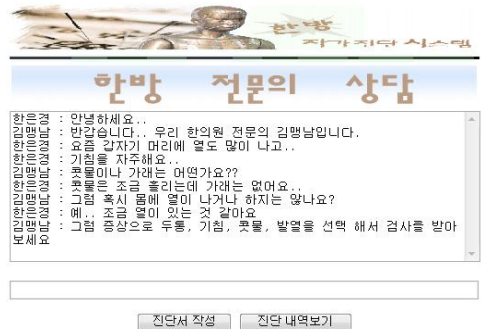 한방
자가진단 시스템
한방 전문의 상담
한은경 : 안녕하세요..
김맹남 : 반갑습니다.. 우리 한의원 전문의 김맹남입니다.
한은경 : 요즘 갑자기 머리에 열도 많이 나고..
한은경 : 기침을 자주해요..
김맹남 : 콧물이나 가래는 어떤가요??
한은경 : 콧물은 조금 흘리는데 가래는 없어요..
김맹남 : 그럼 혹시 몸에 열이 나거나 하지는 않나요?
한은경 : 예.. 조금 열이 있는 것 같아요
김맹남 : 그럼 증상으로 두통, 기침, 콧물, 발열을 선택 해서 검사를 받아
보세요
진단서 작성 진단 내역보기